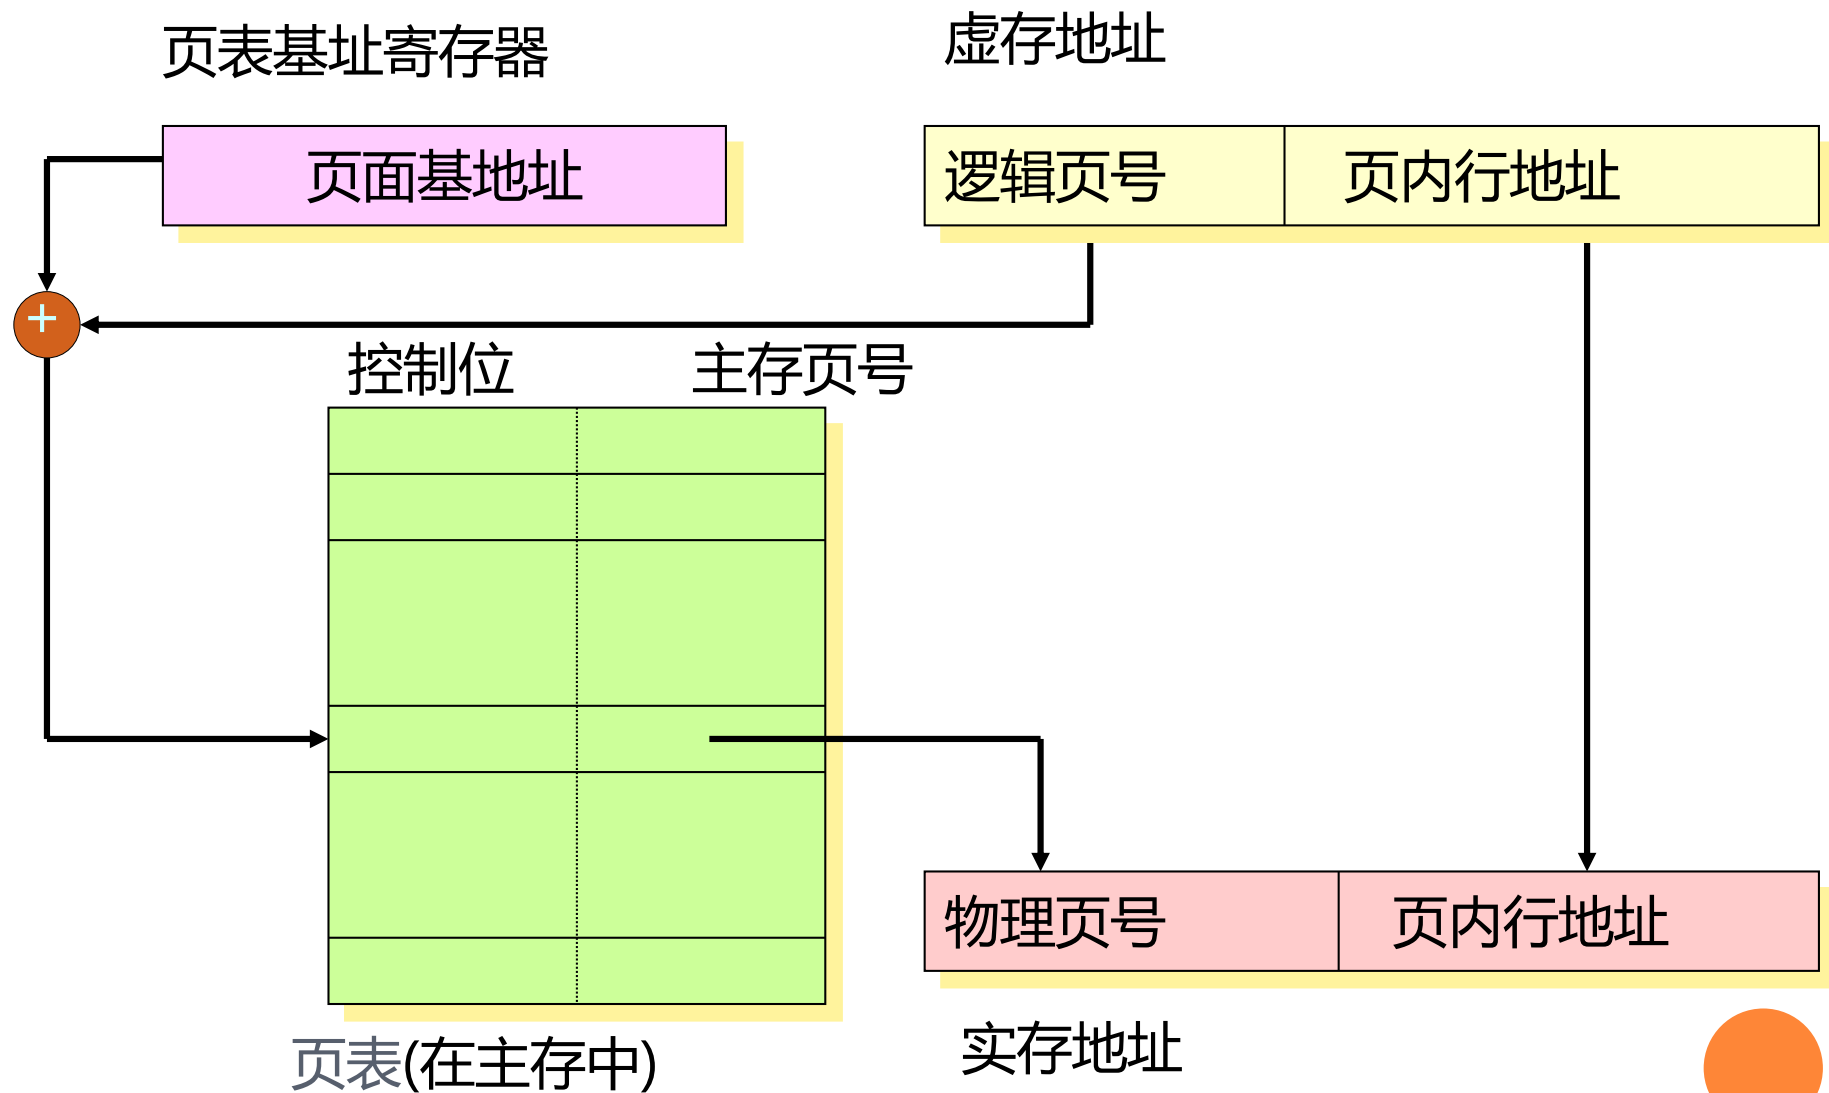 页表基址寄存器
虚存地址
页面基地址
逻辑页号
页内行地址
+
控制位
主存页号
物理页号
页内行地址
页表(在主存中)
实存地址